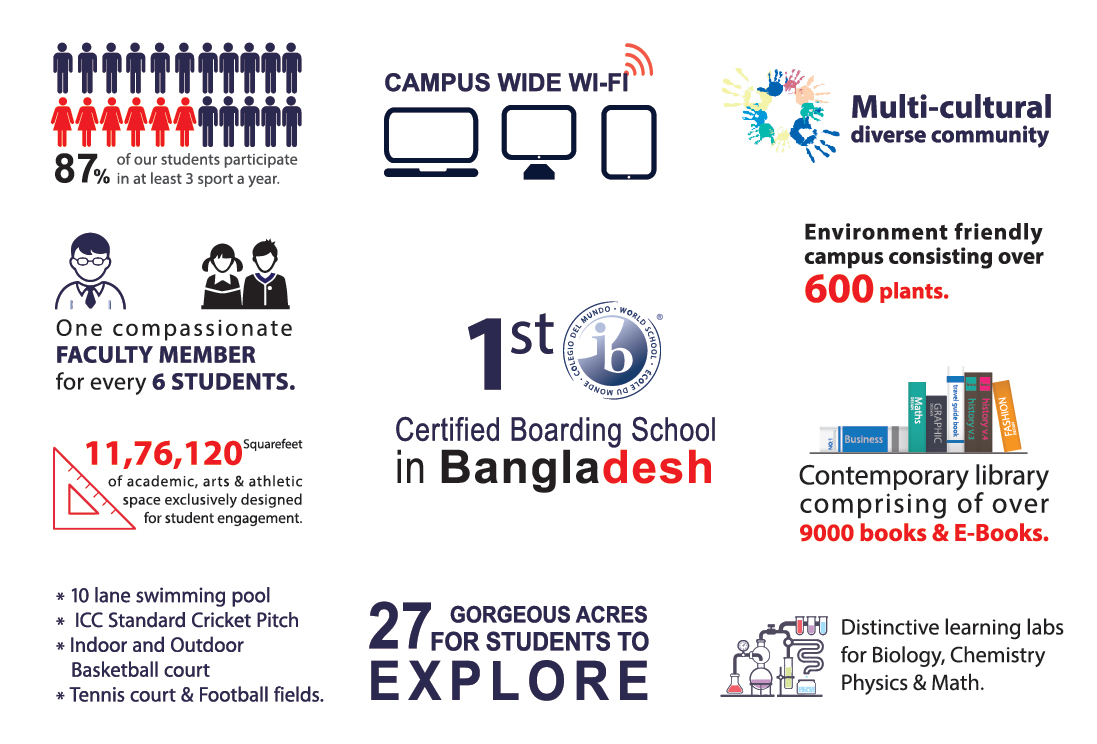 87% of our students participate
in at least 3 sport a year.
CAMPUS WIDE WI-FI
Multi-cultural
diverse community
One compassionate
FACULTY MEMBER
for every 6 STUDENTS.
Environment friendly
campus consisting over
600 plants.
1st
COLEGIO DEL MUNDO · WORLD SCHOOL · ECOLE DU MONDE ·
ib
®
Certified Boarding School
in Bangladesh
11,76,120 Squarefeet
of academic, arts & athletic
space exclusively designed
for student engagement.
NO.1
Business
Maths
GRAPHIC
travel guide book
history v.3
history v.4
FASHION
Contemporary library
comprising of over
9000 books & E-Books.
* 10 lane swimming pool
* ICC Standard Cricket Pitch
* Indoor and Outdoor
Basketball court
* Tennis court & Football fields.
27 GORGEOUS ACRES
FOR STUDENTS TO
EXPLORE
Distinctive learning labs
for Biology, Chemistry
Physics & Math.